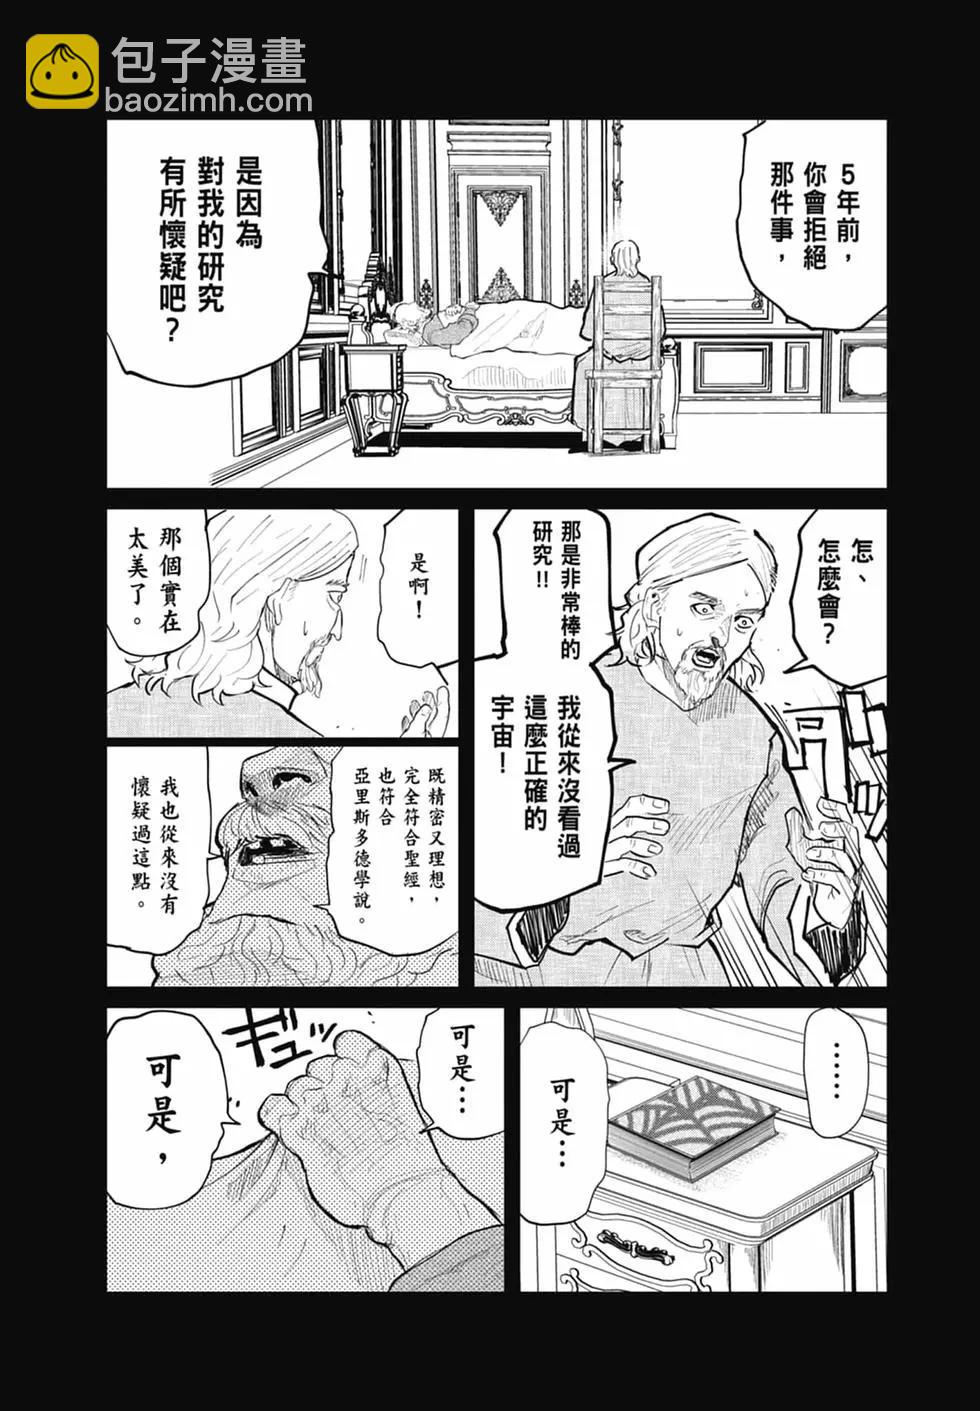 包子漫畫
baozimh.com
5年前，
你會拒絕
那件事，
是因為
對我的研究
有所懷疑吧？
怎、
怎麼會？
那是非常棒的
研究！！
我從來沒看過
這麼正確的
宇宙！
是啊！
那個實在
太美了。
既精密又理想，
完全符合聖經，
也符合
亞里斯多德學說。
我也從來沒有
懷疑過這點。
……
可是…
可是…
ギュッ
可是，